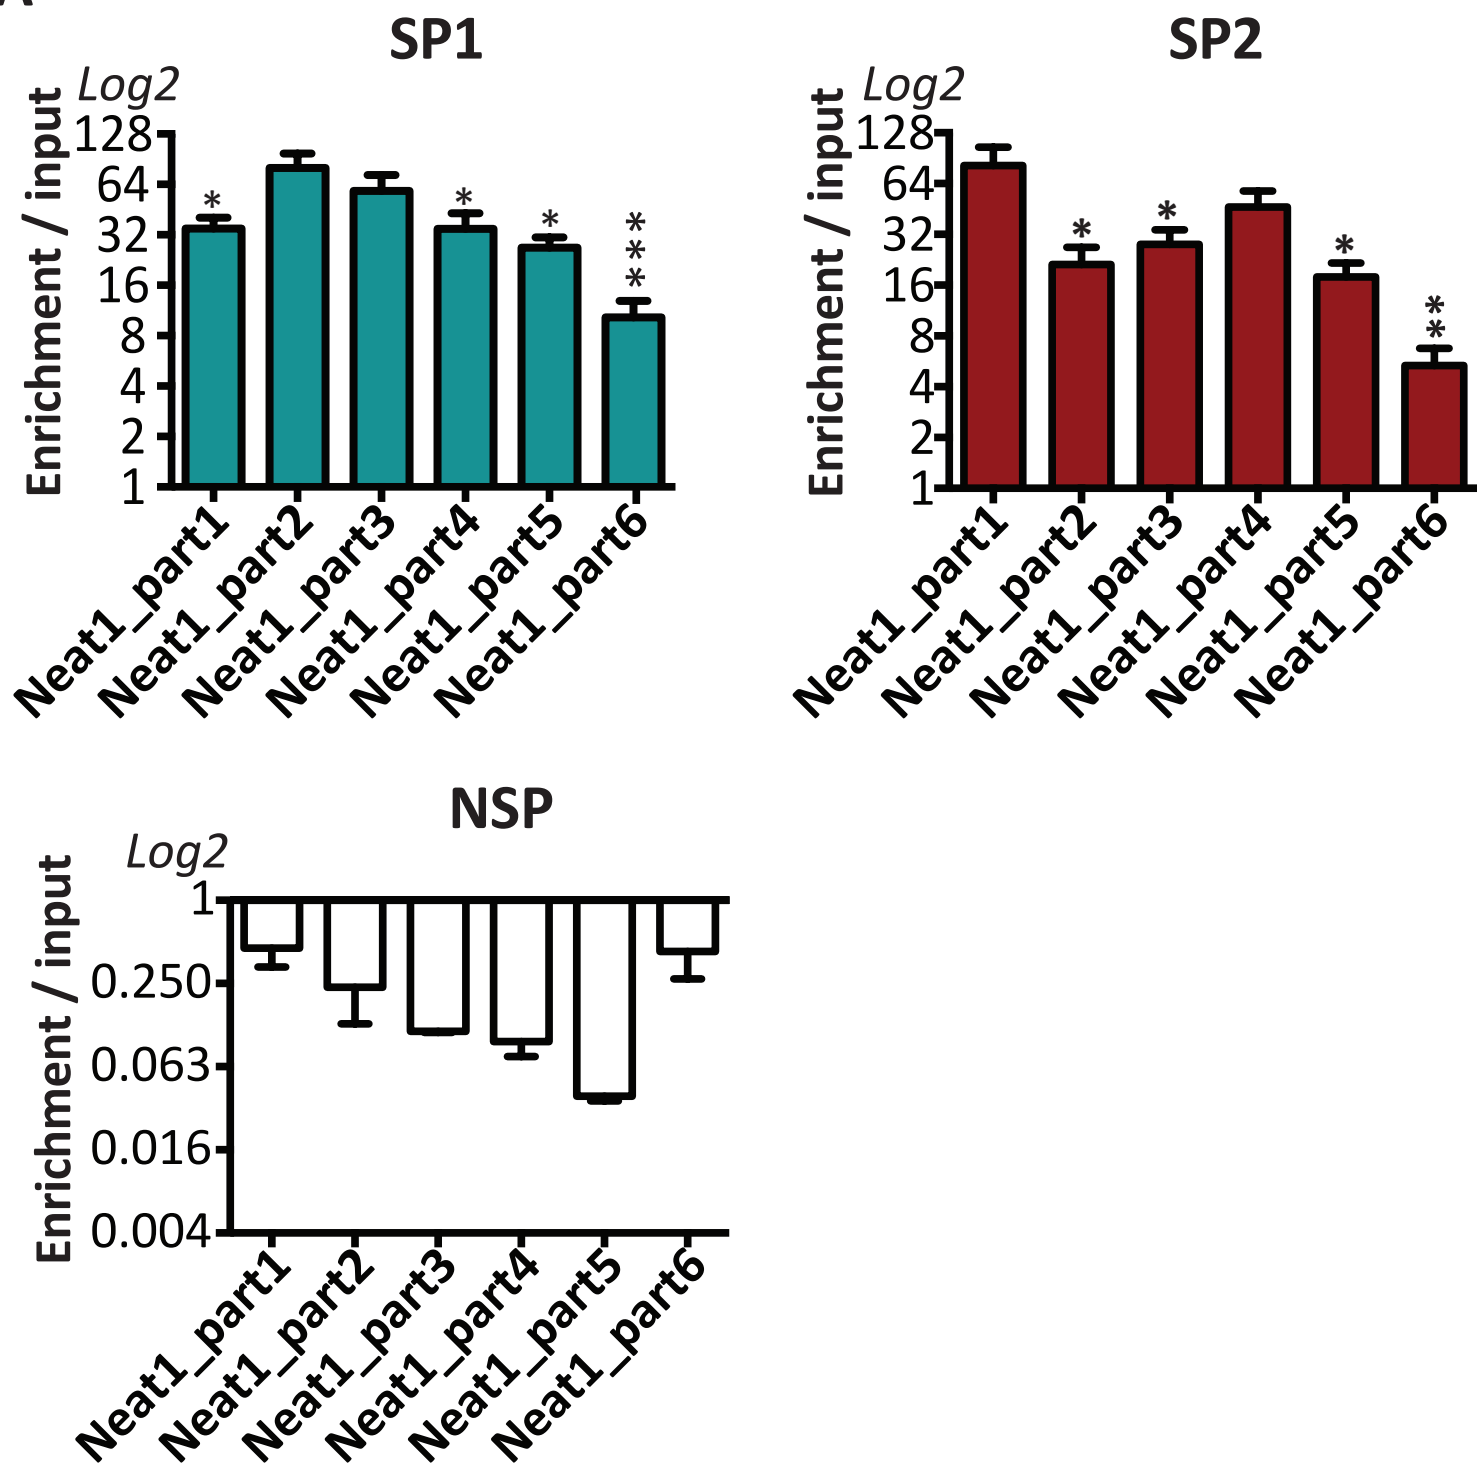 SP1
Log2
Enrichment / input
128
64
32
16
8
4
2
1
*
*
*
***
Neat1_part1
Neat1_part2
Neat1_part3
Neat1_part4
Neat1_part5
Neat1_part6
SP2
Log2
Enrichment / input
128
64
32
16
8
4
2
1
*
*
*
**
Neat1_part1
Neat1_part2
Neat1_part3
Neat1_part4
Neat1_part5
Neat1_part6
NSP
Log2
Enrichment / input
1
0.250
0.063
0.016
0.004
Neat1_part1
Neat1_part2
Neat1_part3
Neat1_part4
Neat1_part5
Neat1_part6